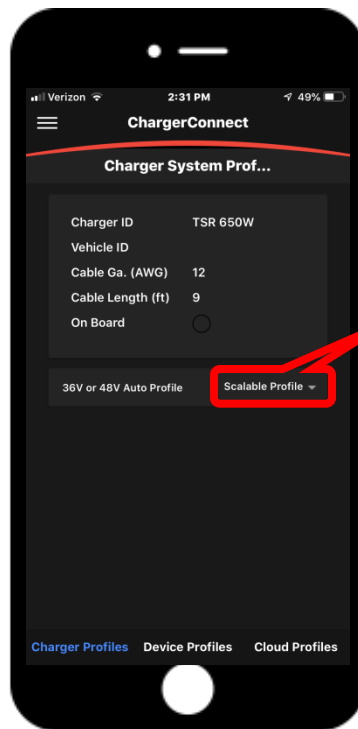 Verizon 2:31 PM 49%
ChargerConnect
Charger System Prof...
Charger ID TSR 650W
Vehicle ID
Cable Ga. (AWG) 12
Cable Length (ft) 9
On Board
36V or 48V Auto Profile Scalable Profile
Charger Profiles Device Profiles Cloud Profiles